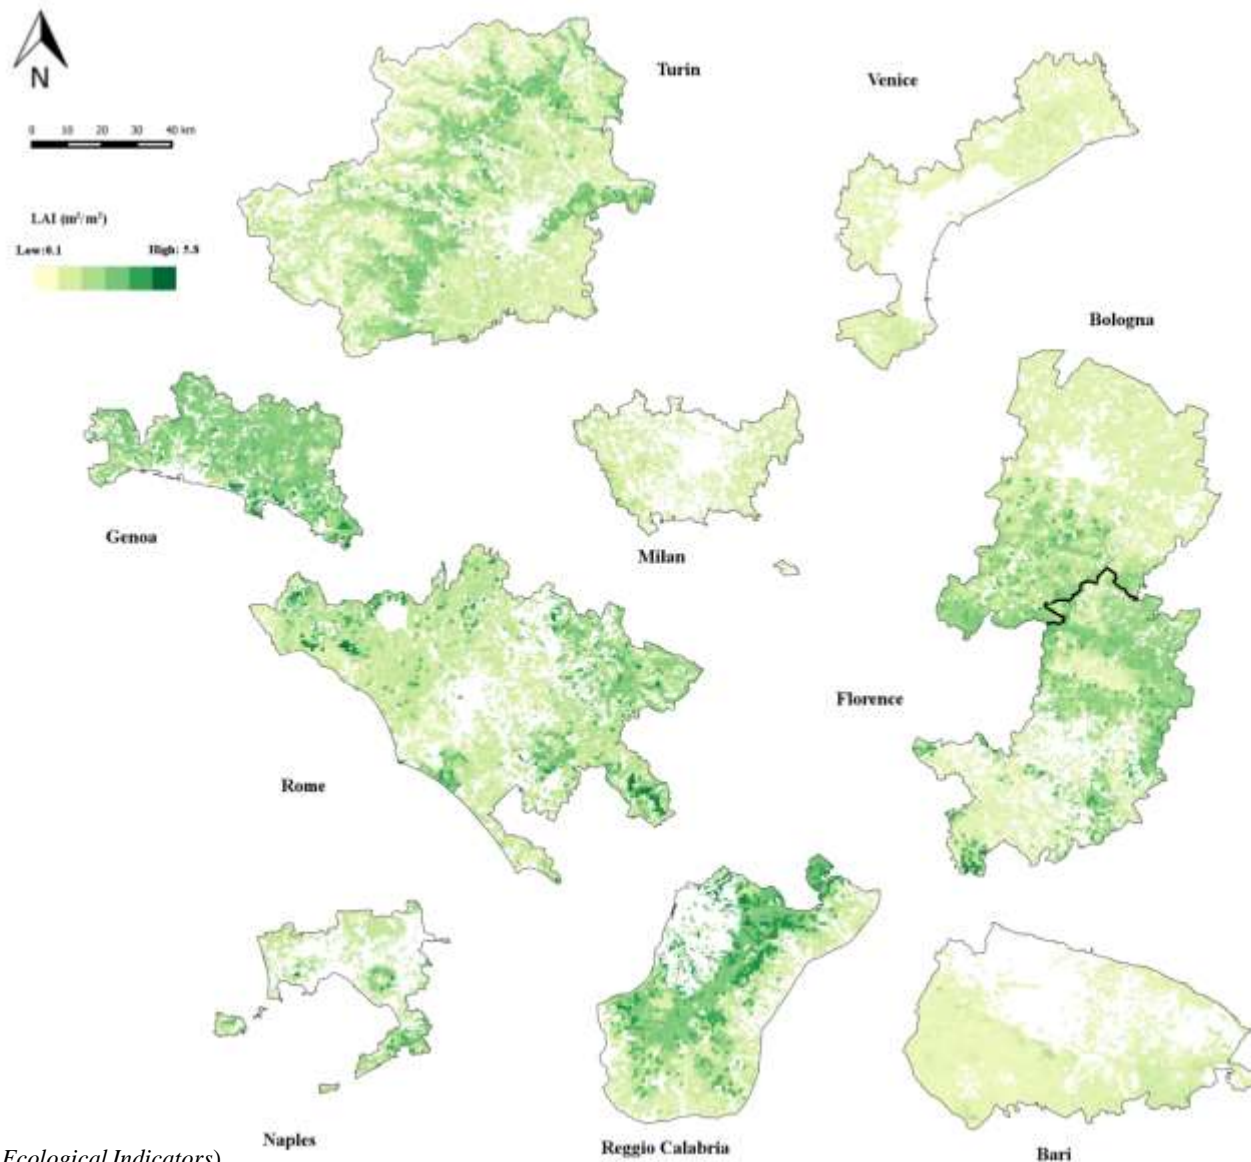 N
Turin
Venice
0 10 20 30 40 km
LAI (m²/m²)
Low:0.1 High: 5.8
Bologna
Genoa
Milan
Florence
Rome
Naples
Reggio Calabria
Bari
Ecological Indicators)